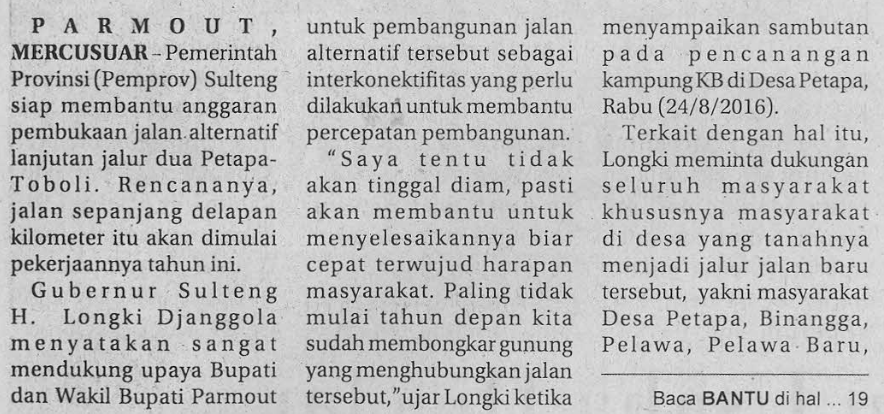 PARMOUT,
MERCUSUAR – Pemerintah
Provinsi (Pemprov) Sulteng
siap membantu anggaran
pembukaan jalan alternatif
lanjutan jalur dua Petapa-
Toboli. Rencananya,
jalan sepanjang delapan
kilometer itu akan dimulai
pekerjaannya tahun ini.
Gubernur Sulteng
H. Longki Djanggola
menyatakan sangat
mendukung upaya Bupati
dan Wakil Bupati Parmout
untuk pembangunan jalan
alternatif tersebut sebagai
interkonektifitas yang perlu
dilakukan untuk membantu
percepatan pembangunan.
“Saya tentu tidak
akan tinggal diam, pasti
akan membantu untuk
menyelesaikannya biar
cepat terwujud harapan
masyarakat. Paling tidak
mulai tahun depan kita
sudah membongkar gunung
yang menghubungkan jalan
tersebut,”ujar Longki ketika
menyampaikan sambutan
pada pencanangan
kampung KB di Desa Petapa,
Rabu (24/8/2016).
Terkait dengan hal itu,
Longki meminta dukungan
seluruh masyarakat
khususnya masyarakat
di desa yang tanahnya
menjadi jalur jalan baru
tersebut, yakni masyarakat
Desa Petapa, Binangga,
Pelawa, Pelawa Baru,
Baca BANTU di hal ... 19